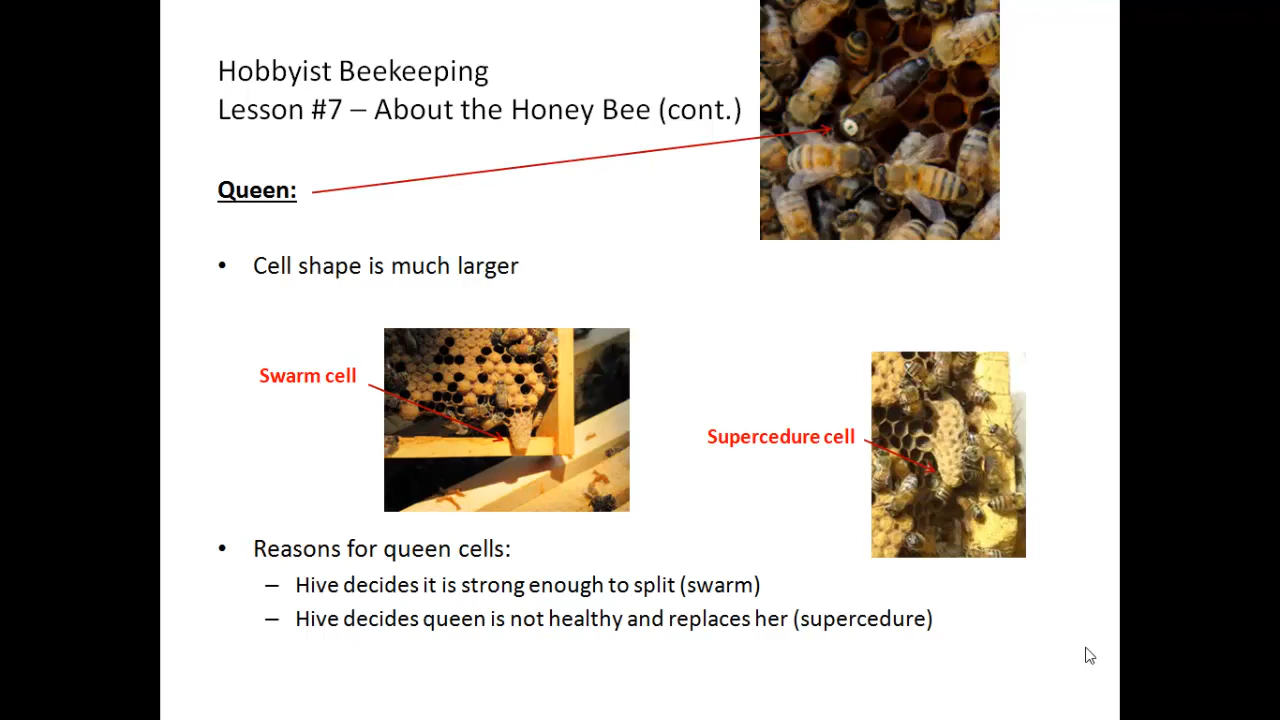 Hobbyist Beekeeping
Lesson #7 – About the Honey Bee (cont.)
Queen:
• Cell shape is much larger
Swarm cell
Supercedure cell
• Reasons for queen cells:
– Hive decides it is strong enough to split (swarm)
– Hive decides queen is not healthy and replaces her (supercedure)